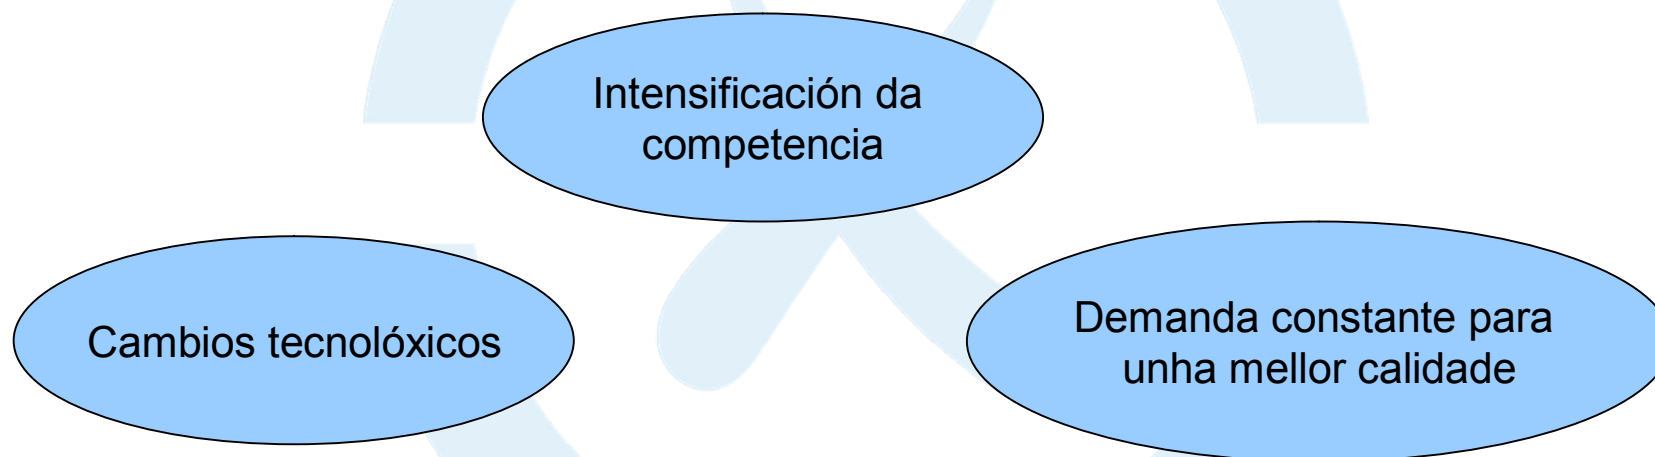 Intensificación da
competencia
Cambios tecnolóxicos
Demanda constante para
unha mellor calidade